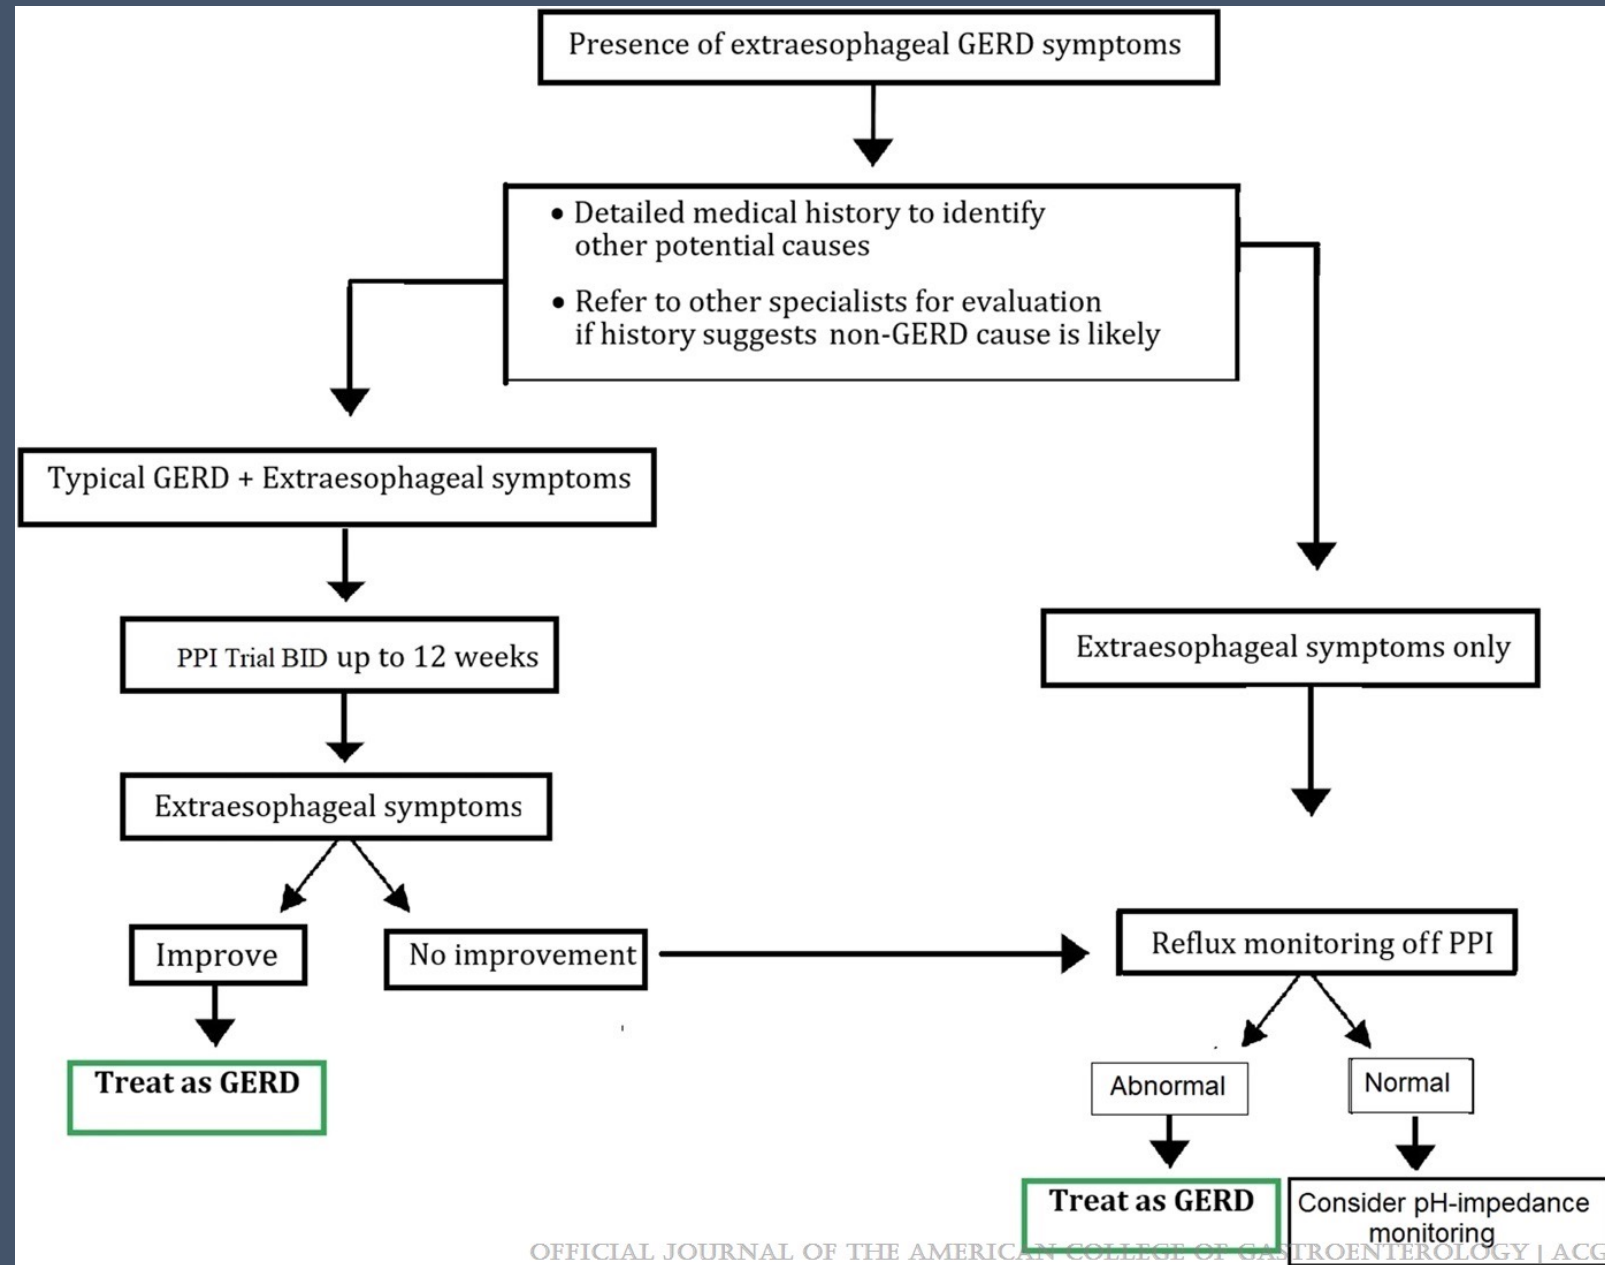 Presence of extraesophageal GERD symptoms
• Detailed medical history to identify
other potential causes
• Refer to other specialists for evaluation
if history suggests non-GERD cause is likely
Typical GERD + Extraesophageal symptoms
PPI Trial BID up to 12 weeks
Extraesophageal symptoms only
Extraesophageal symptoms
Improve
No improvement
Reflux monitoring off PPI
Abnormal
Normal
Treat as GERD
Treat as GERD
Consider pH-impedance
monitoring
OFFICIAL JOURNAL OF THE AMERICAN COLLEGE OF GASTROENTEROLOGY | ACG